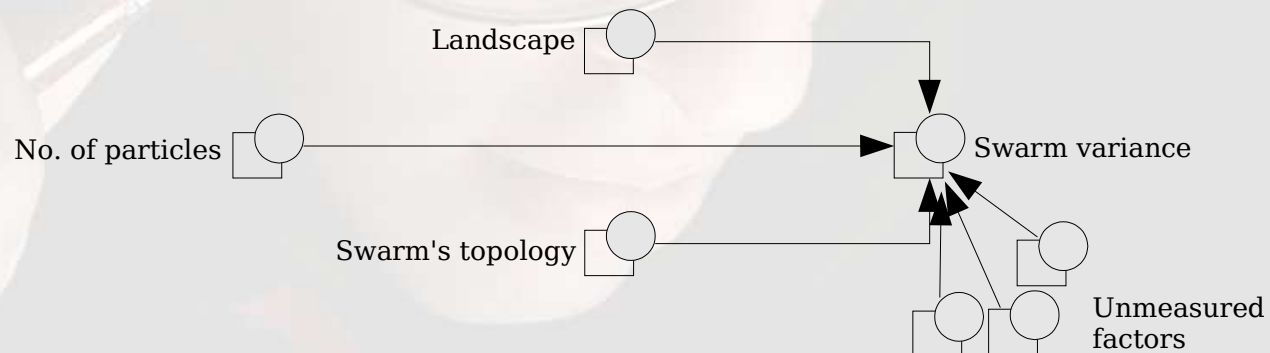 Landscape
No. of particles
Swarm variance
Swarm's topology
Unmeasured
factors